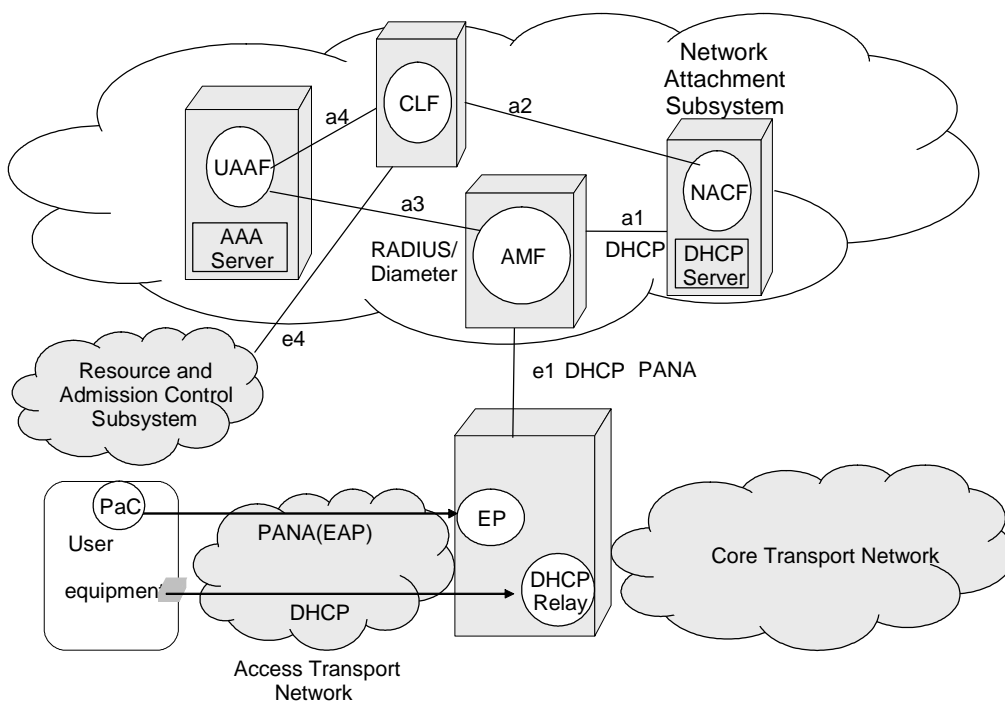 Network
Attachment
Subsystem
CLF
a4
a2
UAAF
NACF
a3
a1
AAA
Server
RADIUS/
Diameter
AMF
DHCP
DHCP
Server
e4
e1 DHCP PANA
Resource and
Admission Control
Subsystem
PaC
User
equipment
PANA(EAP)
EP
DHCP
DHCP
Relay
Core Transport Network
Access Transport
Network